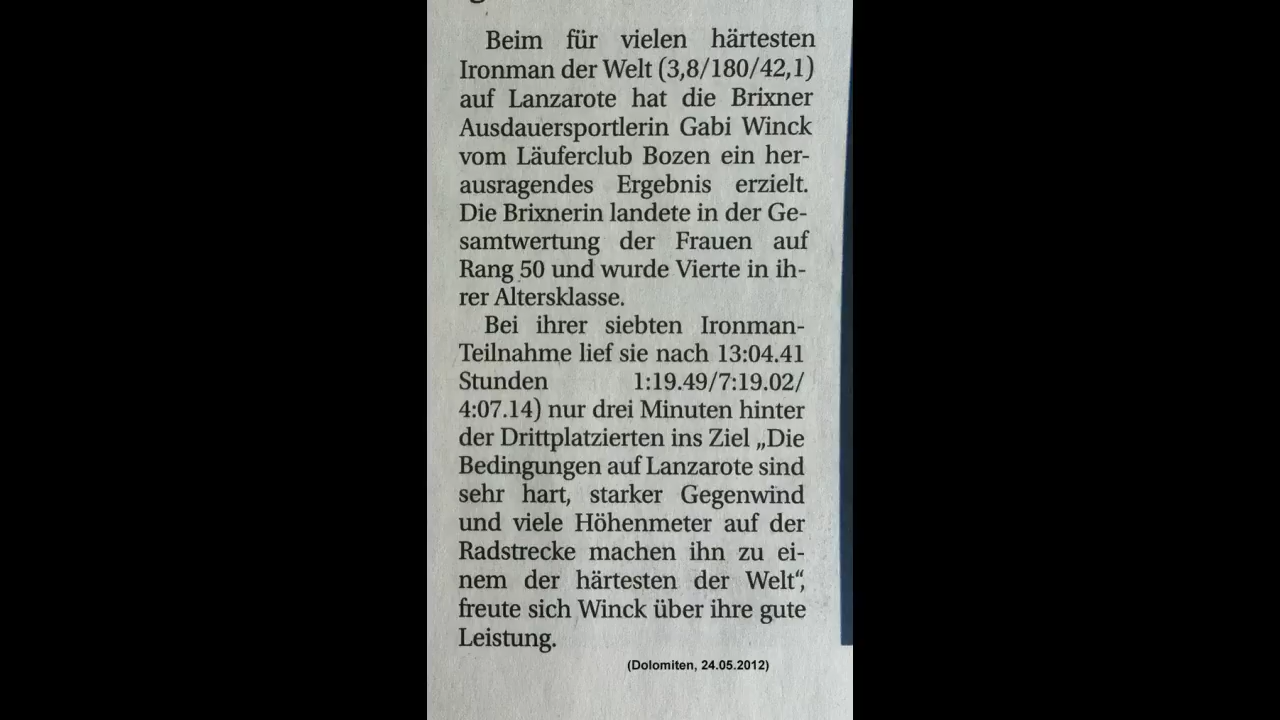 Beim für vielen härtesten
Ironman der Welt (3,8/180/42,1)
auf Lanzarote hat die Brixner
Ausdauersportlerin Gabi Winck
vom Läuferclub Bozen ein her-
ausragendes Ergebnis erzielt.
Die Brixnerin landete in der Ge-
samtwertung der Frauen auf
Rang 50 und wurde Vierte in ih-
rer Altersklasse.
Bei ihrer siebten Ironman-
Teilnahme lief sie nach 13:04.41
Stunden 1:19.49/7:19.02/
4:07.14) nur drei Minuten hinter
der Drittplatzierten ins Ziel „Die
Bedingungen auf Lanzarote sind
sehr hart, starker Gegenwind
und viele Höhenmeter auf der
Radstrecke machen ihn zu ei-
nem der härtesten der Welt“,
freute sich Winck über ihre gute
Leistung.
(Dolomiten, 24.05.2012)